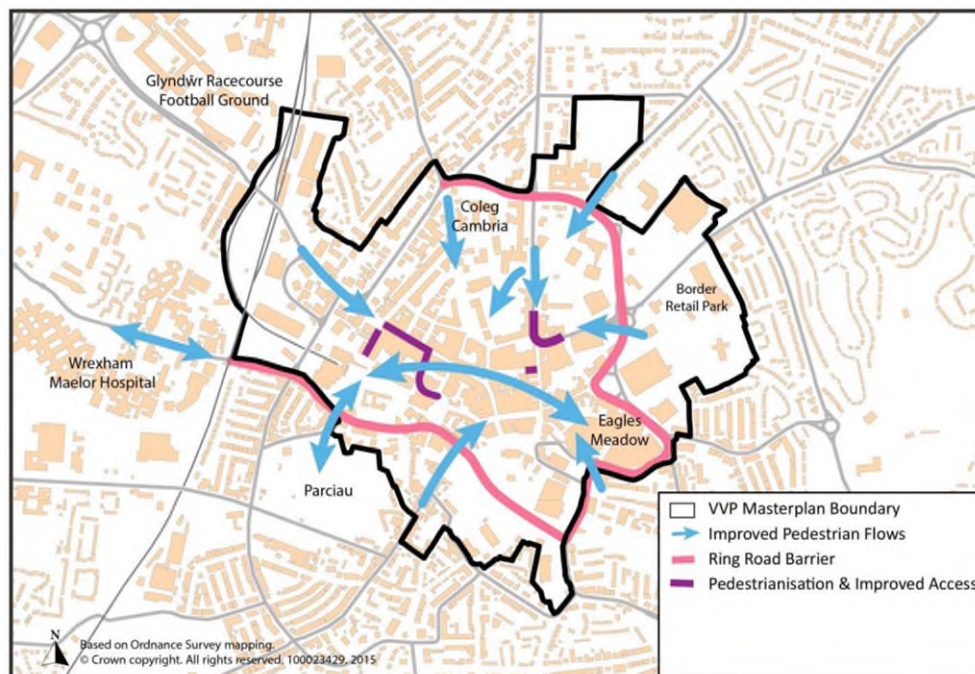 Glyndŵr Racecourse
Football Ground
Coleg
Cambria
Border
Retail Park
Wrexham
Maelor Hospital
Eagles
Meadow
Parciau
VVP Masterplan Boundary
Improved Pedestrian Flows
Ring Road Barrier
Pedestrianisation & Improved Access
N
Based on Ordnance Survey mapping.
© Crown copyright. All rights reserved, 100023429, 2015